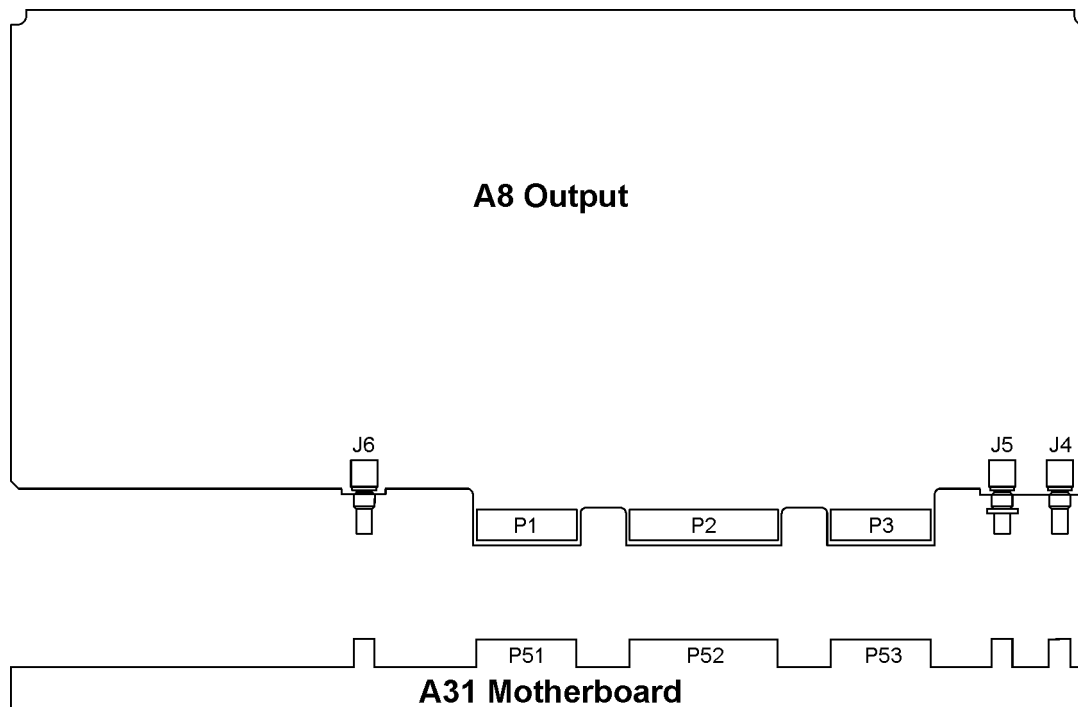 A8 Output
J6 J5 J4
P1 P2 P3
P51 P52 P53
A31 Motherboard